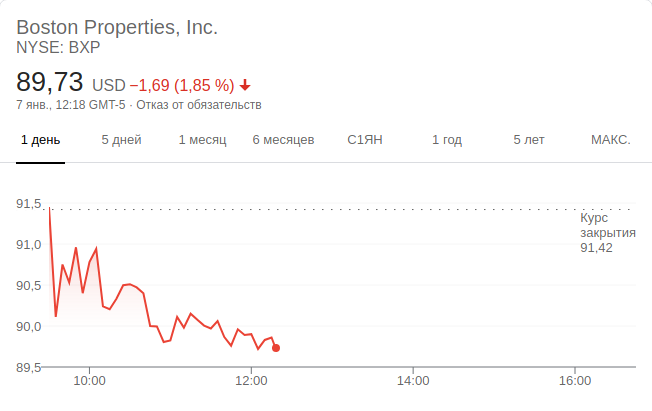 Boston Properties, Inc.
NYSE: BXP
89,73 USD −1,69 (1,85 %)
7 янв., 12:18 GMT-5 · Отказ от обязательств
1 день 5 дней 1 месяц 6 месяцев С1ЯН 1 год 5 лет МАКС.
91,5
Курс
закрытия
91,42
91,0
90,5
90,0
89,5
10:00 12:00 14:00 16:00